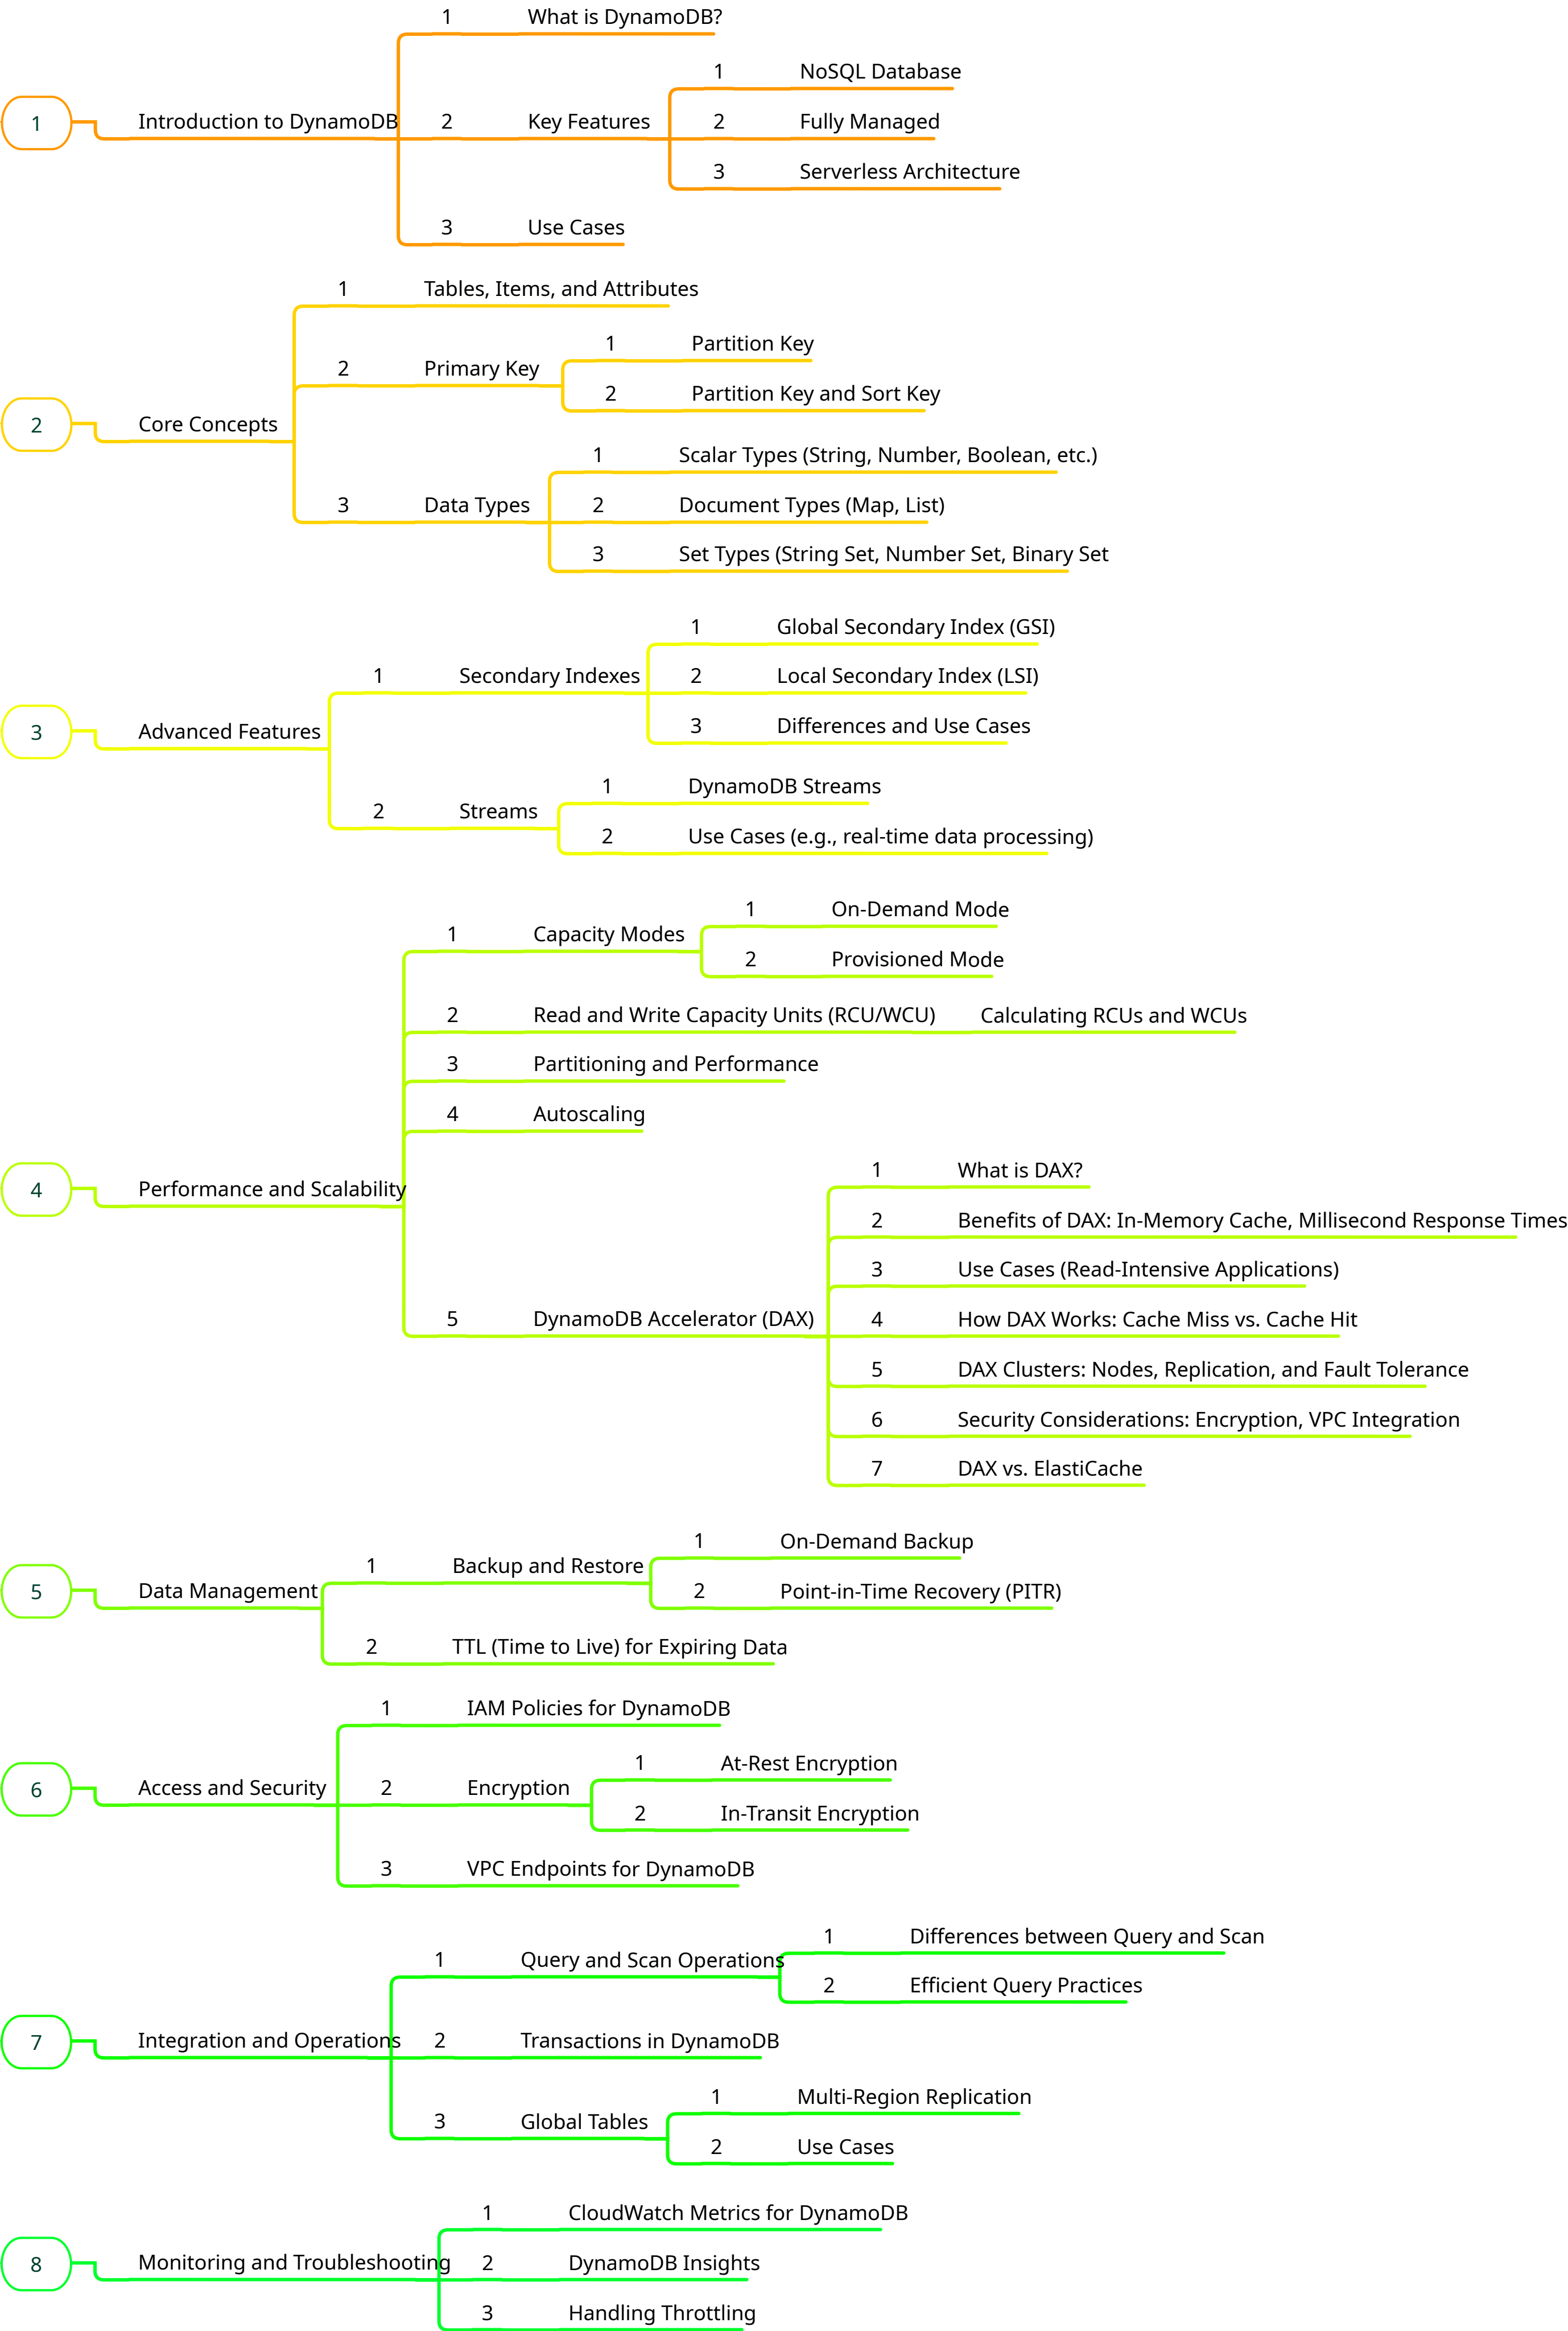 1 Introduction to DynamoDB
1 What is DynamoDB?
2 Key Features
1 NoSQL Database
2 Fully Managed
3 Serverless Architecture
3 Use Cases
2 Core Concepts
1 Tables, Items, and Attributes
2 Primary Key
1 Partition Key
2 Partition Key and Sort Key
3 Data Types
1 Scalar Types (String, Number, Boolean, etc.)
2 Document Types (Map, List)
3 Set Types (String Set, Number Set, Binary Set
3 Advanced Features
1 Secondary Indexes
1 Global Secondary Index (GSI)
2 Local Secondary Index (LSI)
3 Differences and Use Cases
2 Streams
1 DynamoDB Streams
2 Use Cases (e.g., real-time data processing)
4 Performance and Scalability
1 Capacity Modes
1 On-Demand Mode
2 Provisioned Mode
2 Read and Write Capacity Units (RCU/WCU)
Calculating RCUs and WCUs
3 Partitioning and Performance
4 Autoscaling
5 DynamoDB Accelerator (DAX)
1 What is DAX?
2 Benefits of DAX: In-Memory Cache, Millisecond Response Times
3 Use Cases (Read-Intensive Applications)
4 How DAX Works: Cache Miss vs. Cache Hit
5 DAX Clusters: Nodes, Replication, and Fault Tolerance
6 Security Considerations: Encryption, VPC Integration
7 DAX vs. ElastiCache
5 Data Management
1 Backup and Restore
1 On-Demand Backup
2 Point-in-Time Recovery (PITR)
2 TTL (Time to Live) for Expiring Data
6 Access and Security
1 IAM Policies for DynamoDB
2 Encryption
1 At-Rest Encryption
2 In-Transit Encryption
3 VPC Endpoints for DynamoDB
7 Integration and Operations
1 Query and Scan Operations
1 Differences between Query and Scan
2 Efficient Query Practices
2 Transactions in DynamoDB
3 Global Tables
1 Multi-Region Replication
2 Use Cases
8 Monitoring and Troubleshooting
1 CloudWatch Metrics for DynamoDB
2 DynamoDB Insights
3 Handling Throttling